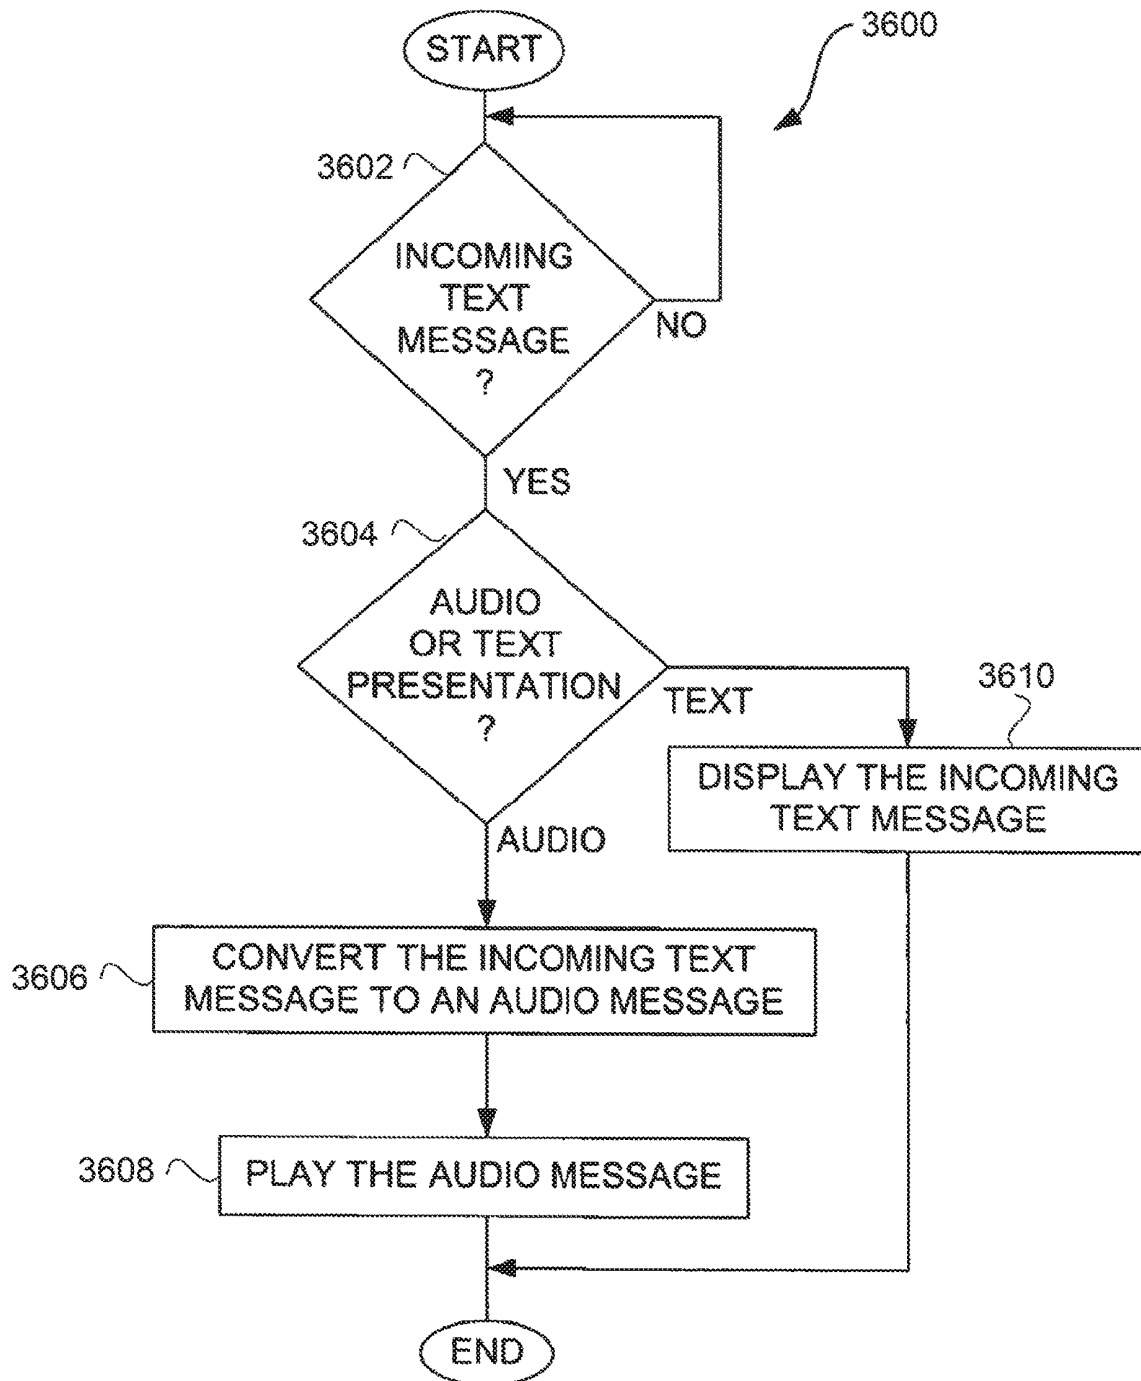 START
3600
3602
INCOMING
TEXT
MESSAGE
?
NO
YES
3604
AUDIO
OR TEXT
PRESENTATION
?
TEXT
3610
DISPLAY THE INCOMING
TEXT MESSAGE
AUDIO
3606
CONVERT THE INCOMING TEXT
MESSAGE TO AN AUDIO MESSAGE
3608
PLAY THE AUDIO MESSAGE
END